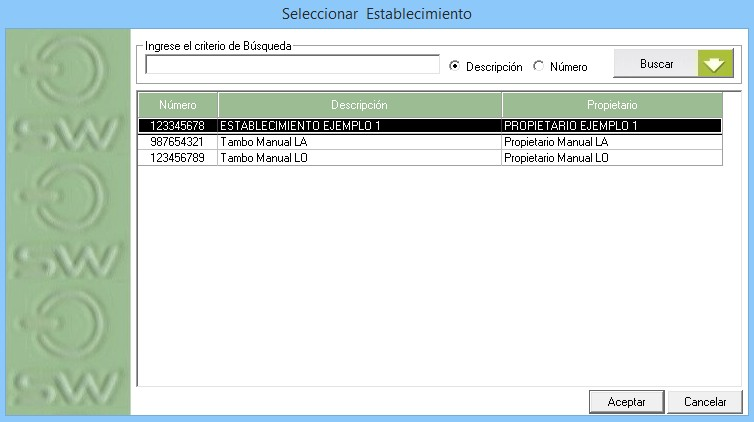 Seleccionar Establecimiento
Ingrese el criterio de Búsqueda
Descripción Número Buscar
Número Descripción Propietario
123345678 ESTABLECIMIENTO EJEMPLO 1 PROPIETARIO EJEMPLO 1
987654321 Tambo Manual LA Propietario Manual LA
123456789 Tambo Manual LO Propietario Manual LO
SW
SW
SW
Aceptar Cancelar